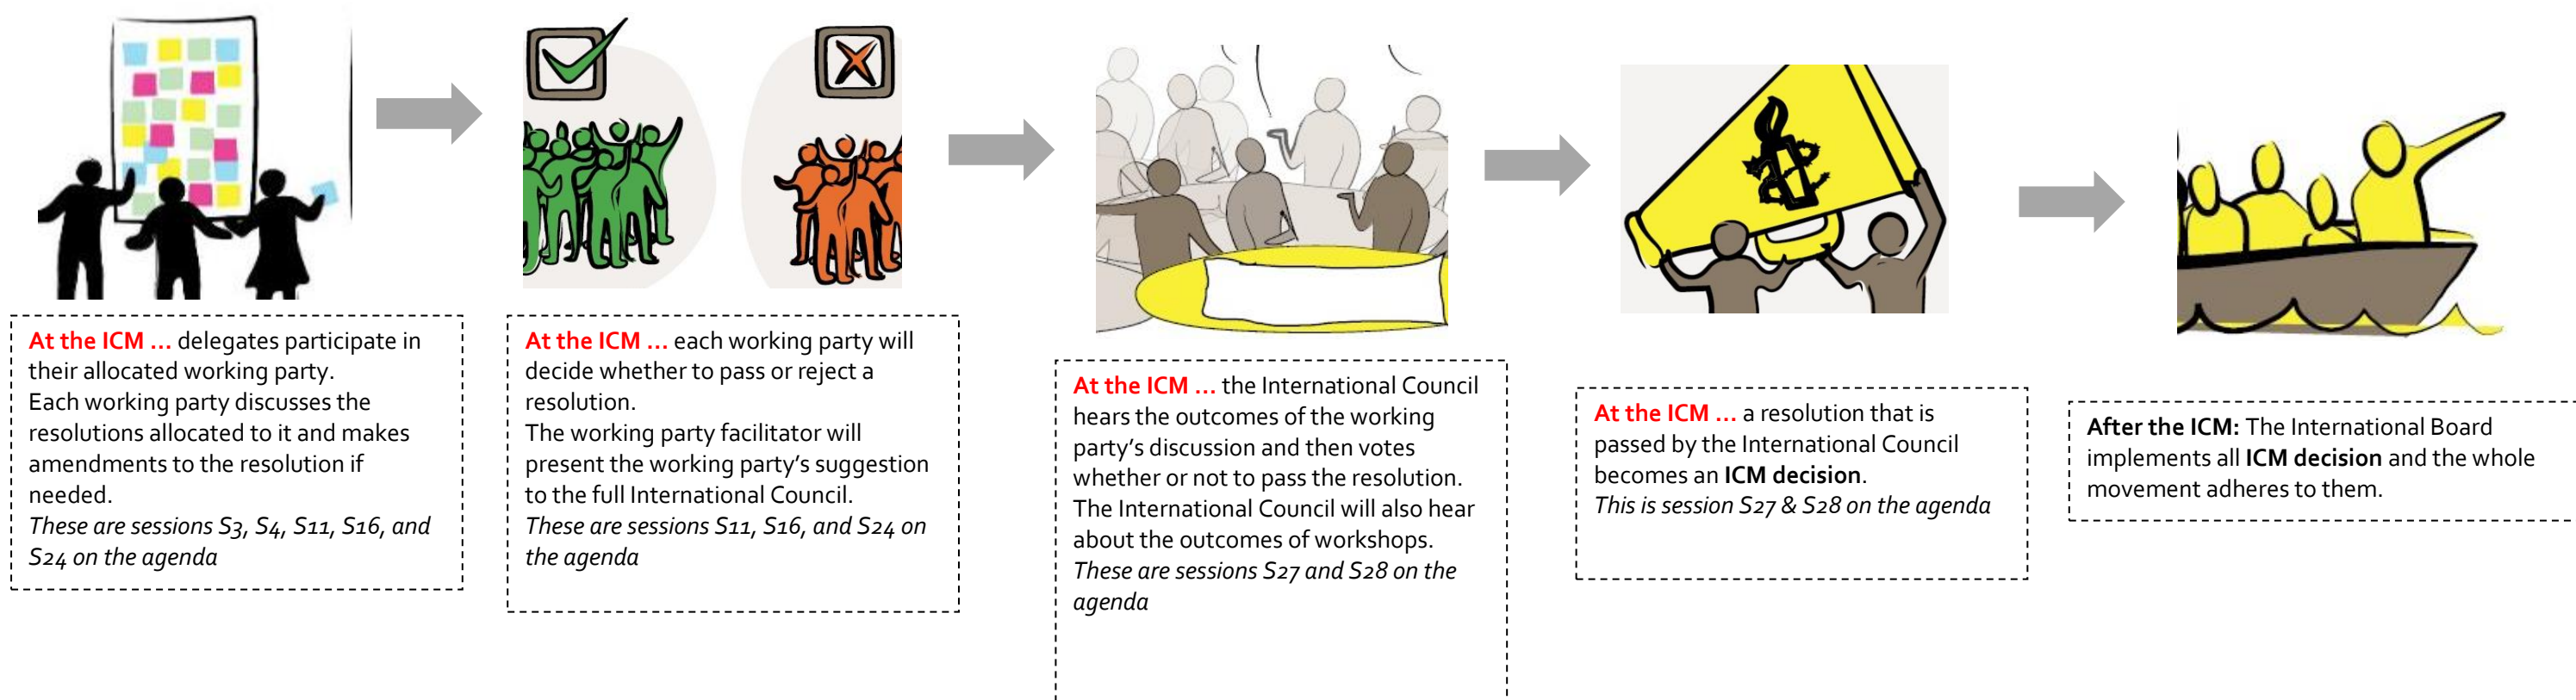 At the ICM … delegates participate in
their allocated working party.
Each working party discusses the
resolutions allocated to it and makes
amendments to the resolution if
needed.
These are sessions S3, S4, S11, S16, and
S24 on the agenda
At the ICM … each working party will
decide whether to pass or reject a
resolution.
The working party facilitator will
present the working party’s suggestion
to the full International Council.
These are sessions S11, S16, and S24 on
the agenda
At the ICM … the International Council
hears the outcomes of the working
party’s discussion and then votes
whether or not to pass the resolution.
The International Council will also hear
about the outcomes of workshops.
These are sessions S27 and S28 on the
agenda
At the ICM … a resolution that is
passed by the International Council
becomes an ICM decision.
This is session S27 & S28 on the agenda
After the ICM: The International Board
implements all ICM decision and the whole
movement adheres to them.